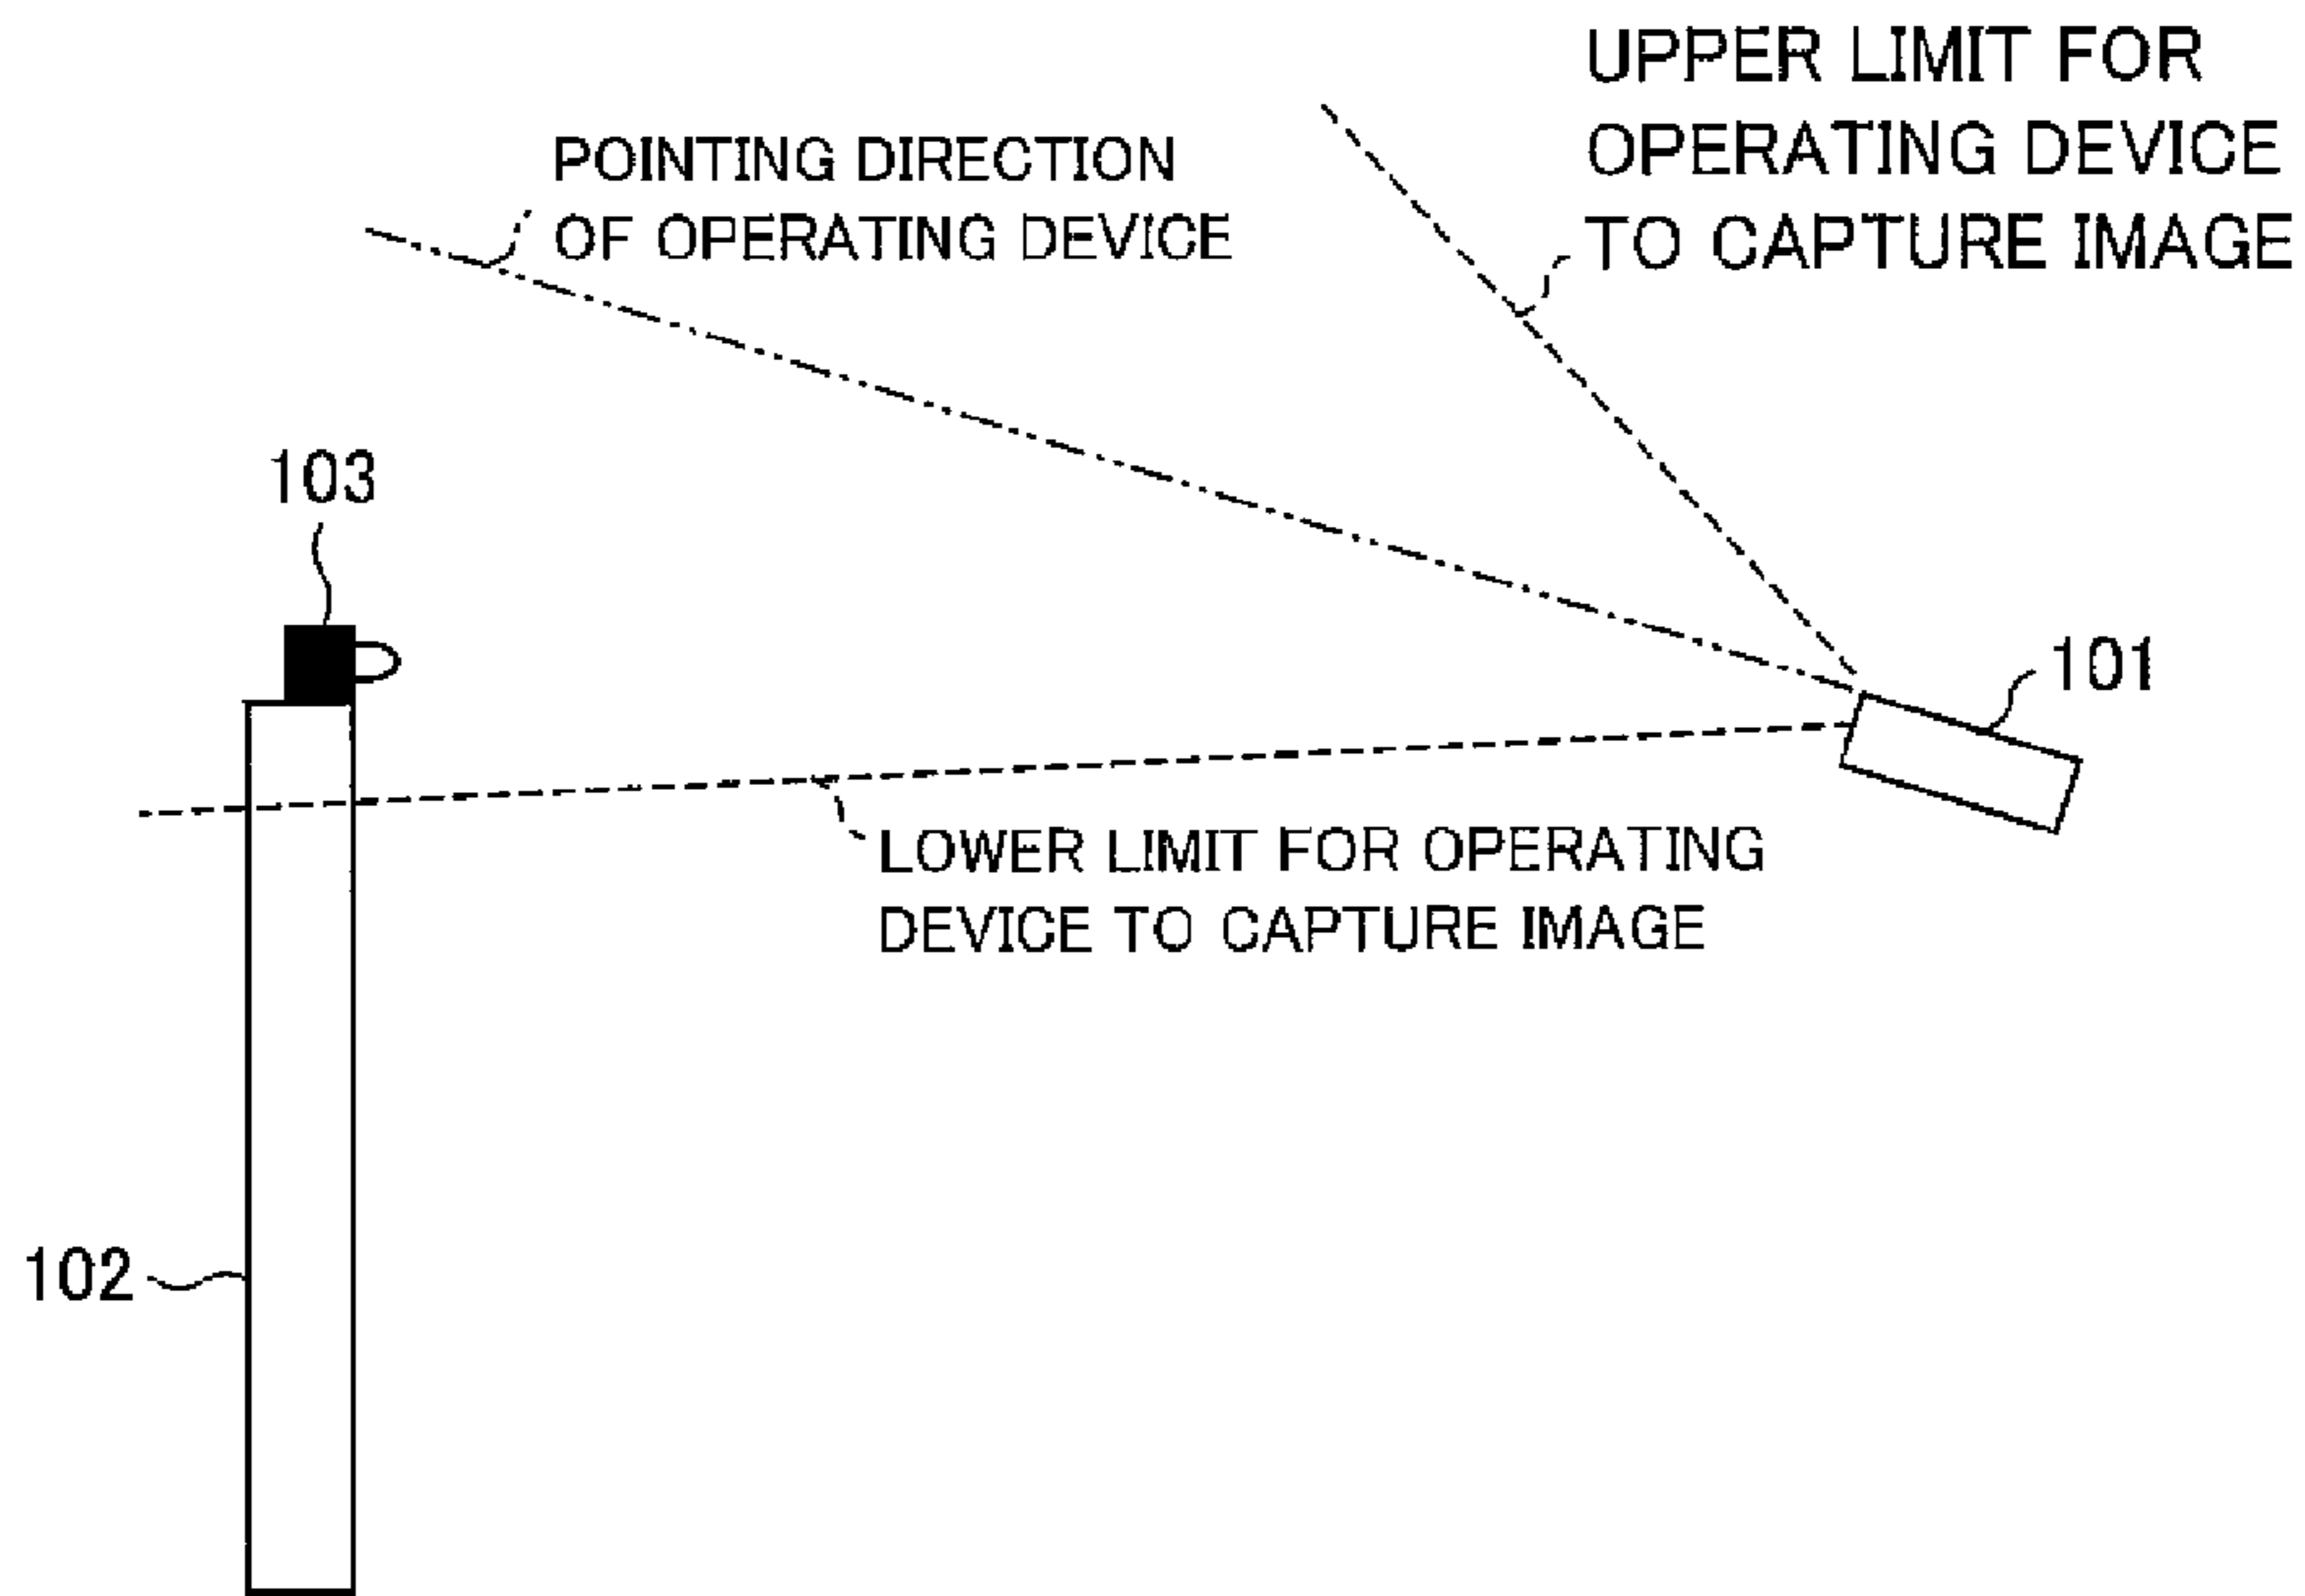 UPPER LIMIT FOR
OPERATING DEVICE
TO CAPTURE IMAGE
POINTING DIRECTION
OF OPERATING DEVICE
103
101
LOWER LIMIT FOR OPERATING
DEVICE TO CAPTURE IMAGE
102